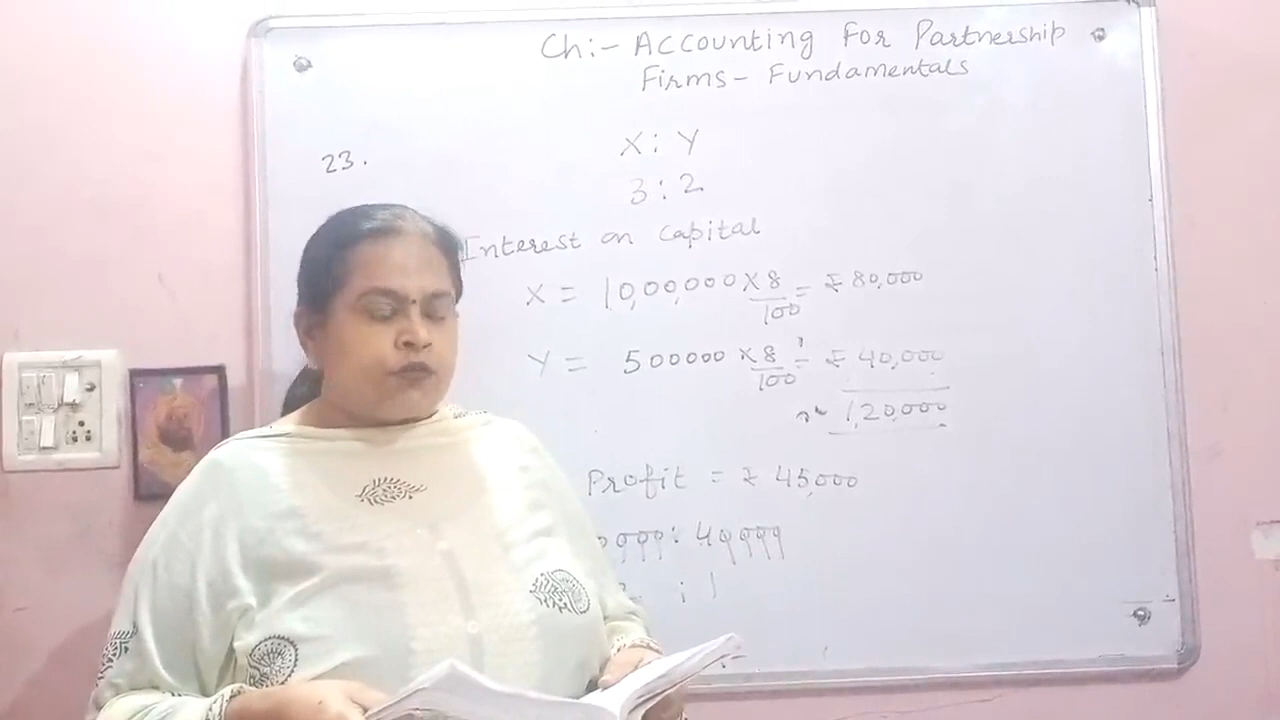 Ch:- Accounting For Partnership
Firms- Fundamentals
23.
X : Y
3 : 2
Interest on capital
X = 10,00,000 x 8/100 = ₹ 80,000
Y = 500000 x 8/100 = ₹ 40,000
1,20,000
Profit = ₹ 45,000
: 40000
: 1